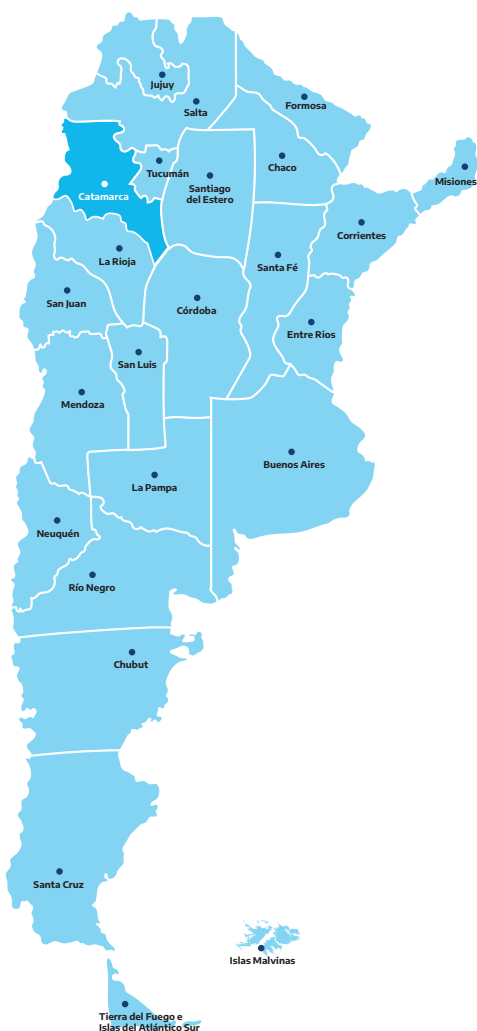 Jujuy
Salta
Formosa
Tucumán
Chaco
Misiones
Catamarca
Santiago
del Estero
Corrientes
La Rioja
Santa Fé
San Juan
Córdoba
Entre Rios
San Luis
Mendoza
Buenos Aires
La Pampa
Neuquén
Río Negro
Chubut
Santa Cruz
Islas Malvinas
Tierra del Fuego e
Islas del Atlántico Sur